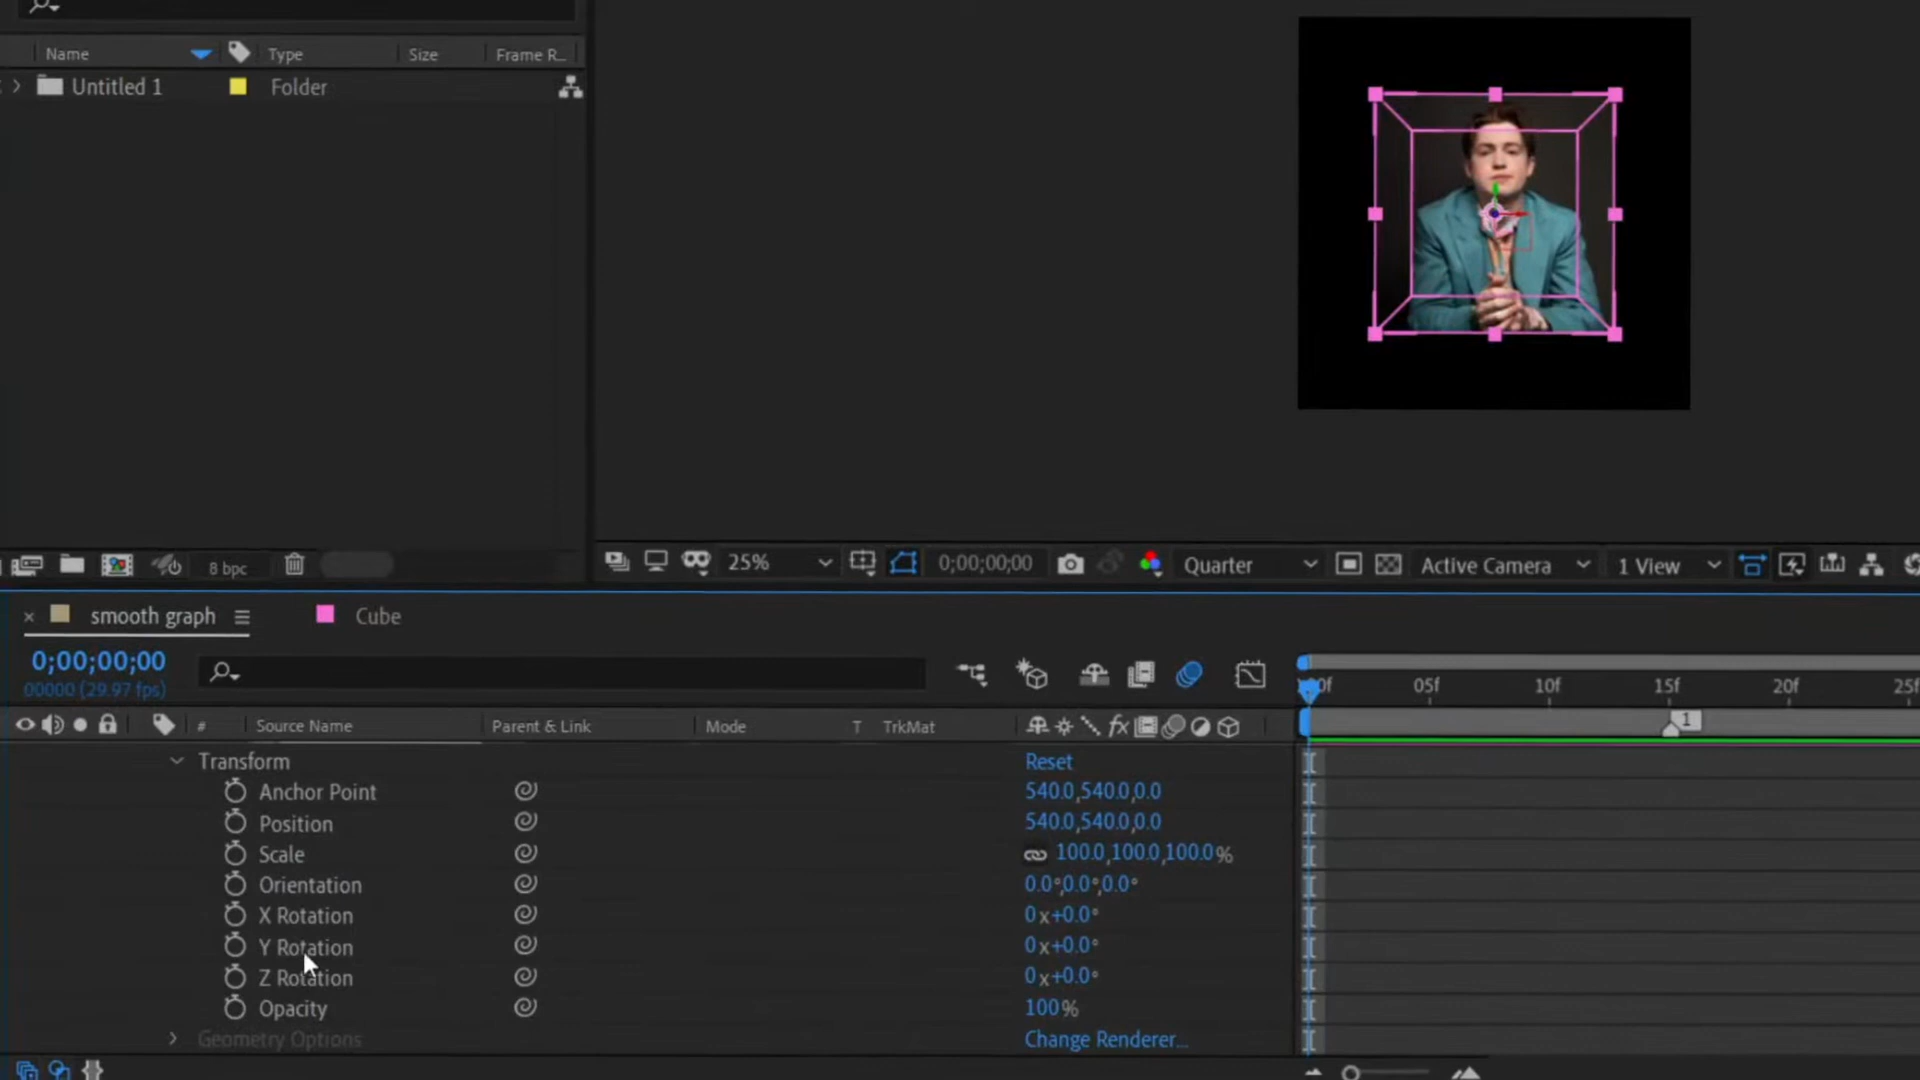 Name Type Size Frame R...
Untitled 1 Folder
8 bpc
25% 0;00;00;00 Quarter Active Camera 1 View
smooth graph Cube
0;00;00;00
00000 (29.97 fps)
05f 10f 15f 20f 25f
# Source Name Parent & Link Mode T TrkMat fx 1
Transform Reset
Anchor Point 540.0,540.0,0.0
Position 540.0,540.0,0.0
Scale 100.0,100.0,100.0%
Orientation 0.0°,0.0°,0.0°
X Rotation 0x+0.0°
Y Rotation 0x+0.0°
Z Rotation 0x+0.0°
Opacity 100%
Geometry Options Change Renderer...